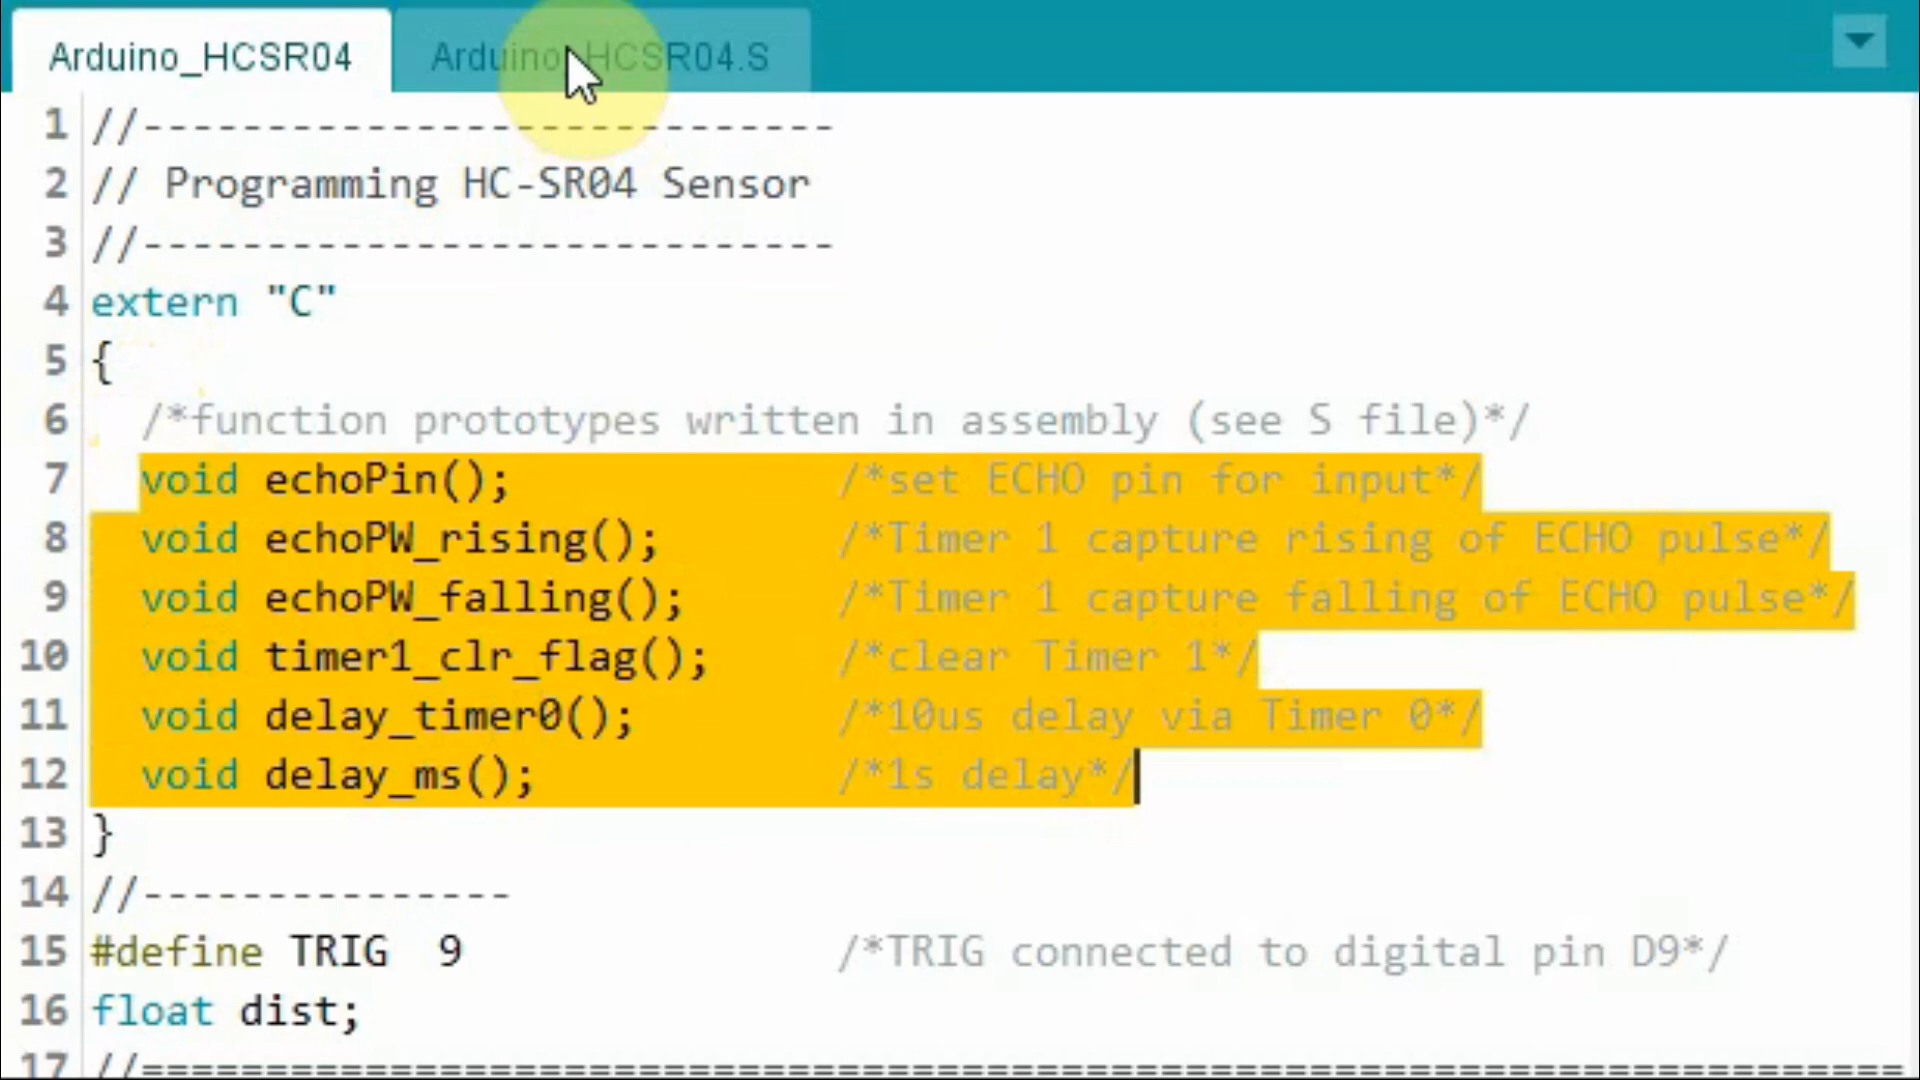 Arduino_HCSR04 Arduino_HCSR04.S
1 //----------------------------
2 // Programming HC-SR04 Sensor
3 //----------------------------
4 extern "C"
5 {
6 /*function prototypes written in assembly (see S file)*/
7 void echoPin(); /*set ECHO pin for input*/
8 void echoPW_rising(); /*Timer 1 capture rising of ECHO pulse*/
9 void echoPW_falling(); /*Timer 1 capture falling of ECHO pulse*/
10 void timer1_clr_flag(); /*clear Timer 1*/
11 void delay_timer0(); /*10us delay via Timer 0*/
12 void delay_ms(); /*1s delay*/
13 }
14 //---------------
15 #define TRIG 9 /*TRIG connected to digital pin D9*/
16 float dist;
17 //========================================================================